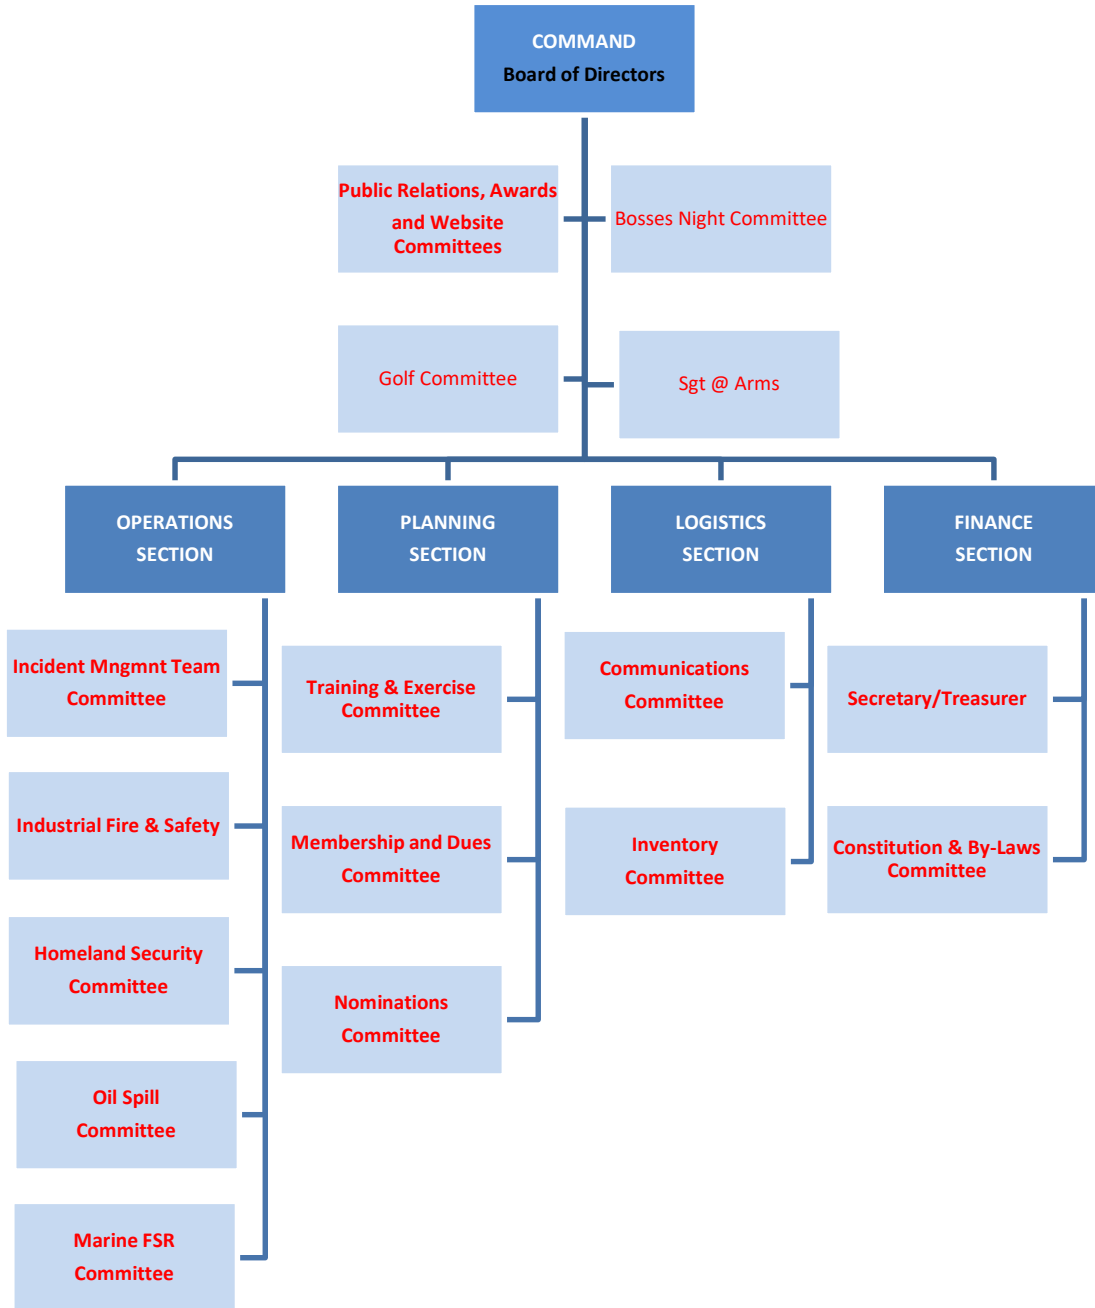 COMMAND
Board of Directors
Public Relations, Awards
and Website
Committees
Bosses Night Committee
Golf Committee
Sgt @ Arms
OPERATIONS
SECTION
PLANNING
SECTION
LOGISTICS
SECTION
FINANCE
SECTION
Incident Mngmnt Team
Committee
Industrial Fire & Safety
Homeland Security
Committee
Oil Spill
Committee
Marine FSR
Committee
Training & Exercise
Committee
Membership and Dues
Committee
Nominations
Committee
Communications
Committee
Inventory
Committee
Secretary/Treasurer
Constitution & By-Laws
Committee